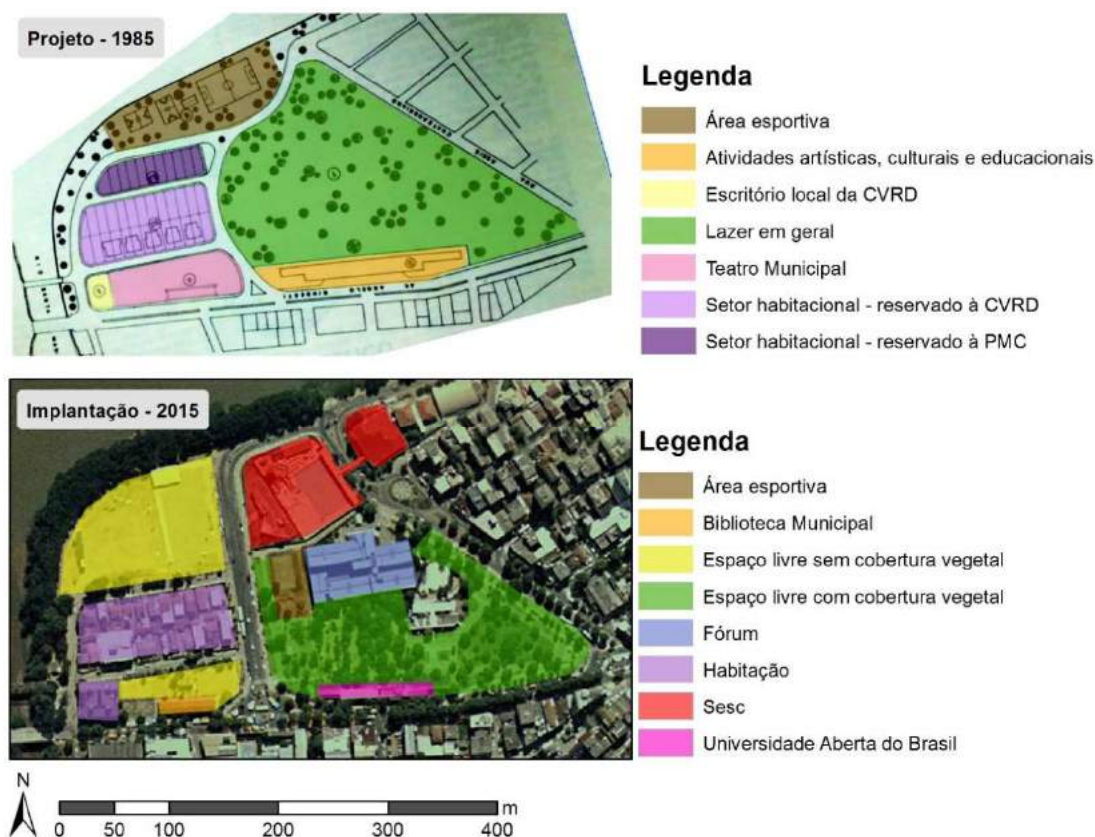 Projeto - 1985
Legenda
Área esportiva
Atividades artísticas, culturais e educacionais
Escritório local da CVRD
Lazer em geral
Teatro Municipal
Setor habitacional - reservado à CVRD
Setor habitacional - reservado à PMC
Implantação - 2015
Legenda
Área esportiva
Biblioteca Municipal
Espaço livre sem cobertura vegetal
Espaço livre com cobertura vegetal
Fórum
Habitação
Sesc
Universidade Aberta do Brasil
N
0 50 100 200 300 400 m